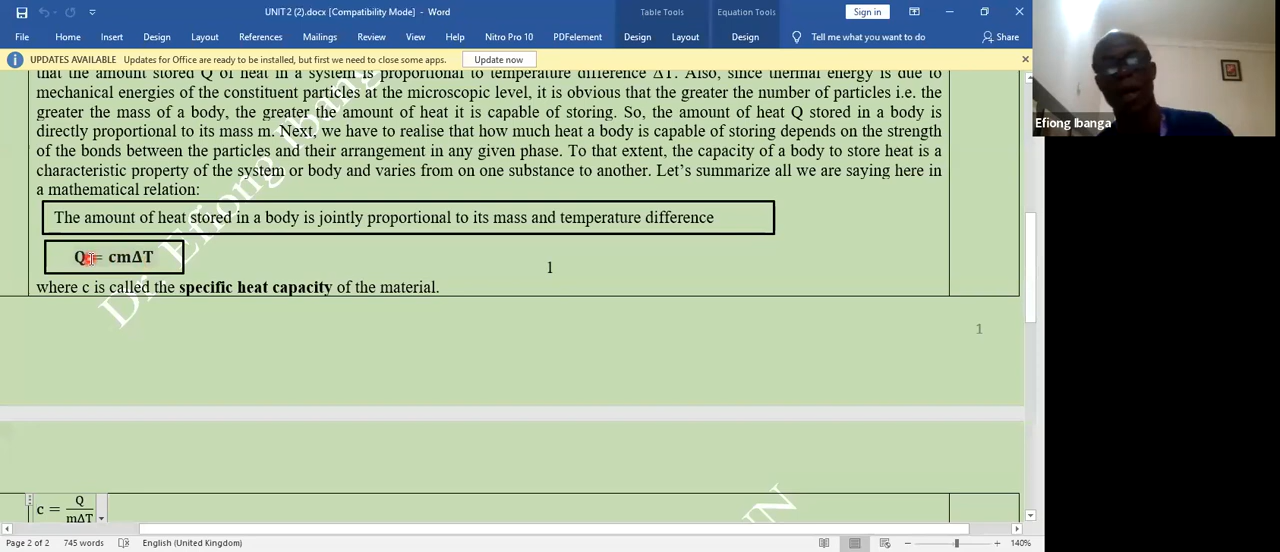 UNIT 2 (2).docx [Compatibility Mode] - Word
Table Tools
Equation Tools
Sign in
File Home Insert Design Layout References Mailings Review View Help Nitro Pro 10 PDFelement Design Layout Design Tell me what you want to do Share
UPDATES AVAILABLE Updates for Office are ready to be installed, but first we need to close some apps. Update now
that the amount stored Q of heat in a system is proportional to temperature difference ΔT. Also, since thermal energy is due to
mechanical energies of the constituent particles at the microscopic level, it is obvious that the greater the number of particles i.e. the
greater the mass of a body, the greater the amount of heat it is capable of storing. So, the amount of heat Q stored in a body is
directly proportional to its mass m. Next, we have to realise that how much heat a body is capable of storing depends on the strength
of the bonds between the particles and their arrangement in any given phase. To that extent, the capacity of a body to store heat is a
characteristic property of the system or body and varies from on one substance to another. Let's summarize all we are saying here in
a mathematical relation:
The amount of heat stored in a body is jointly proportional to its mass and temperature difference
Q = cmΔT
1
where c is called the specific heat capacity of the material.
1
c = Q/mΔT
Dr. Efiong Ibanga
Efiong Ibanga
Page 2 of 2 745 words English (United Kingdom) 140%